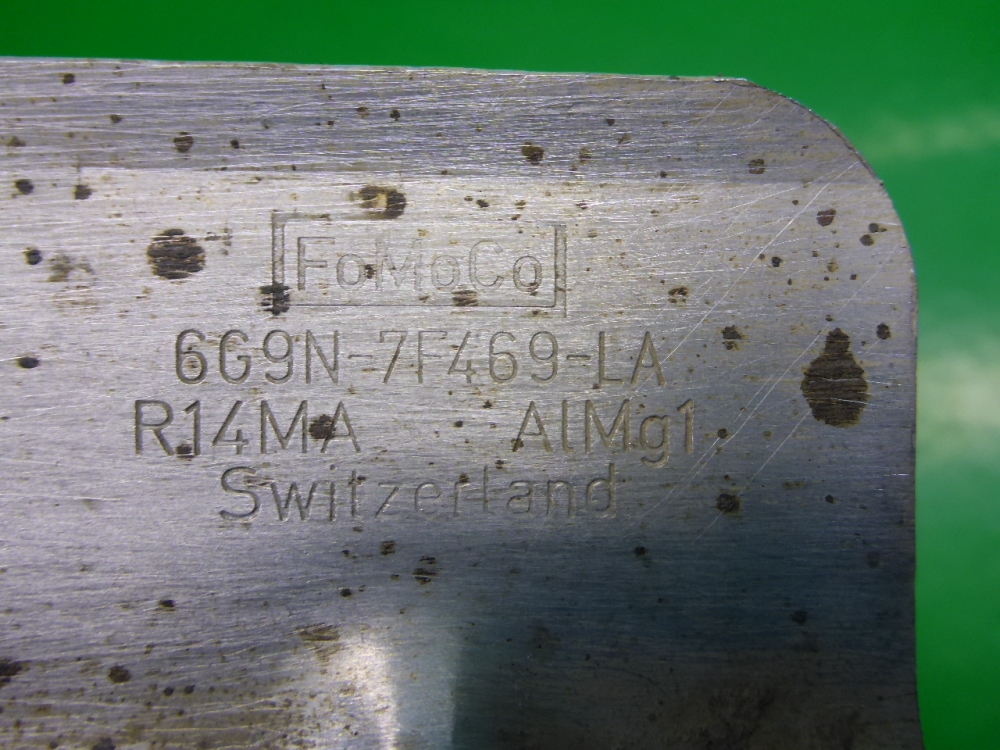 FoMoCo
6G9N-7F469-LA
R14MA AlMg1
Switzerland